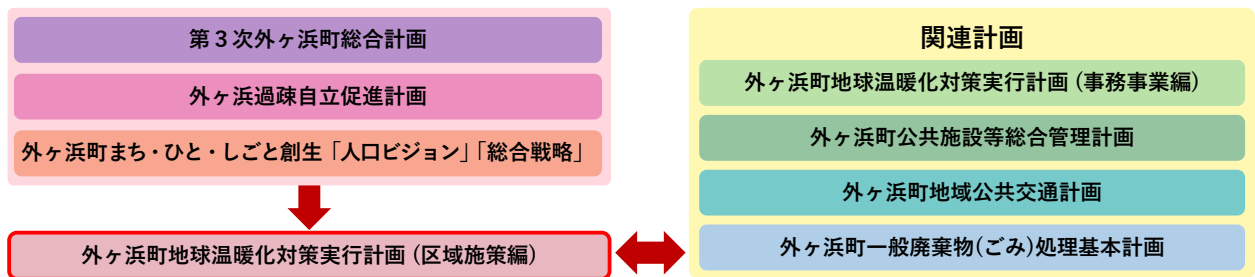 第３次外ヶ浜町総合計画
外ヶ浜過疎自立促進計画
外ヶ浜町まち・ひと・しごと創生「人口ビジョン」「総合戦略」
外ヶ浜町地球温暖化対策実行計画（区域施策編）
関連計画
外ヶ浜町地球温暖化対策実行計画（事務事業編）
外ヶ浜町公共施設等総合管理計画
外ヶ浜町地域公共交通計画
外ヶ浜町一般廃棄物(ごみ)処理基本計画